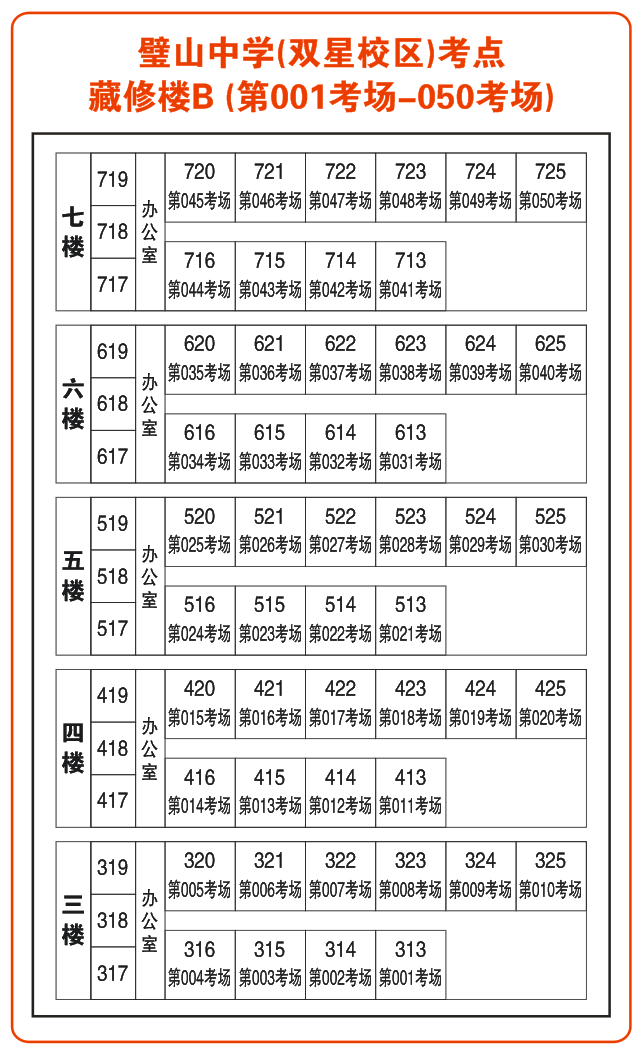 璧山中学(双星校区)考点
藏修楼B (第001考场-050考场)
七楼
719
718
717
办公室
720 721 722 723 724 725
第045考场 第046考场 第047考场 第048考场 第049考场 第050考场
716 715 714 713
第044考场 第043考场 第042考场 第041考场
六楼
619
618
617
办公室
620 621 622 623 624 625
第035考场 第036考场 第037考场 第038考场 第039考场 第040考场
616 615 614 613
第034考场 第033考场 第032考场 第031考场
五楼
519
518
517
办公室
520 521 522 523 524 525
第025考场 第026考场 第027考场 第028考场 第029考场 第030考场
516 515 514 513
第024考场 第023考场 第022考场 第021考场
四楼
419
418
417
办公室
420 421 422 423 424 425
第015考场 第016考场 第017考场 第018考场 第019考场 第020考场
416 415 414 413
第014考场 第013考场 第012考场 第011考场
三楼
319
318
317
办公室
320 321 322 323 324 325
第005考场 第006考场 第007考场 第008考场 第009考场 第010考场
316 315 314 313
第004考场 第003考场 第002考场 第001考场